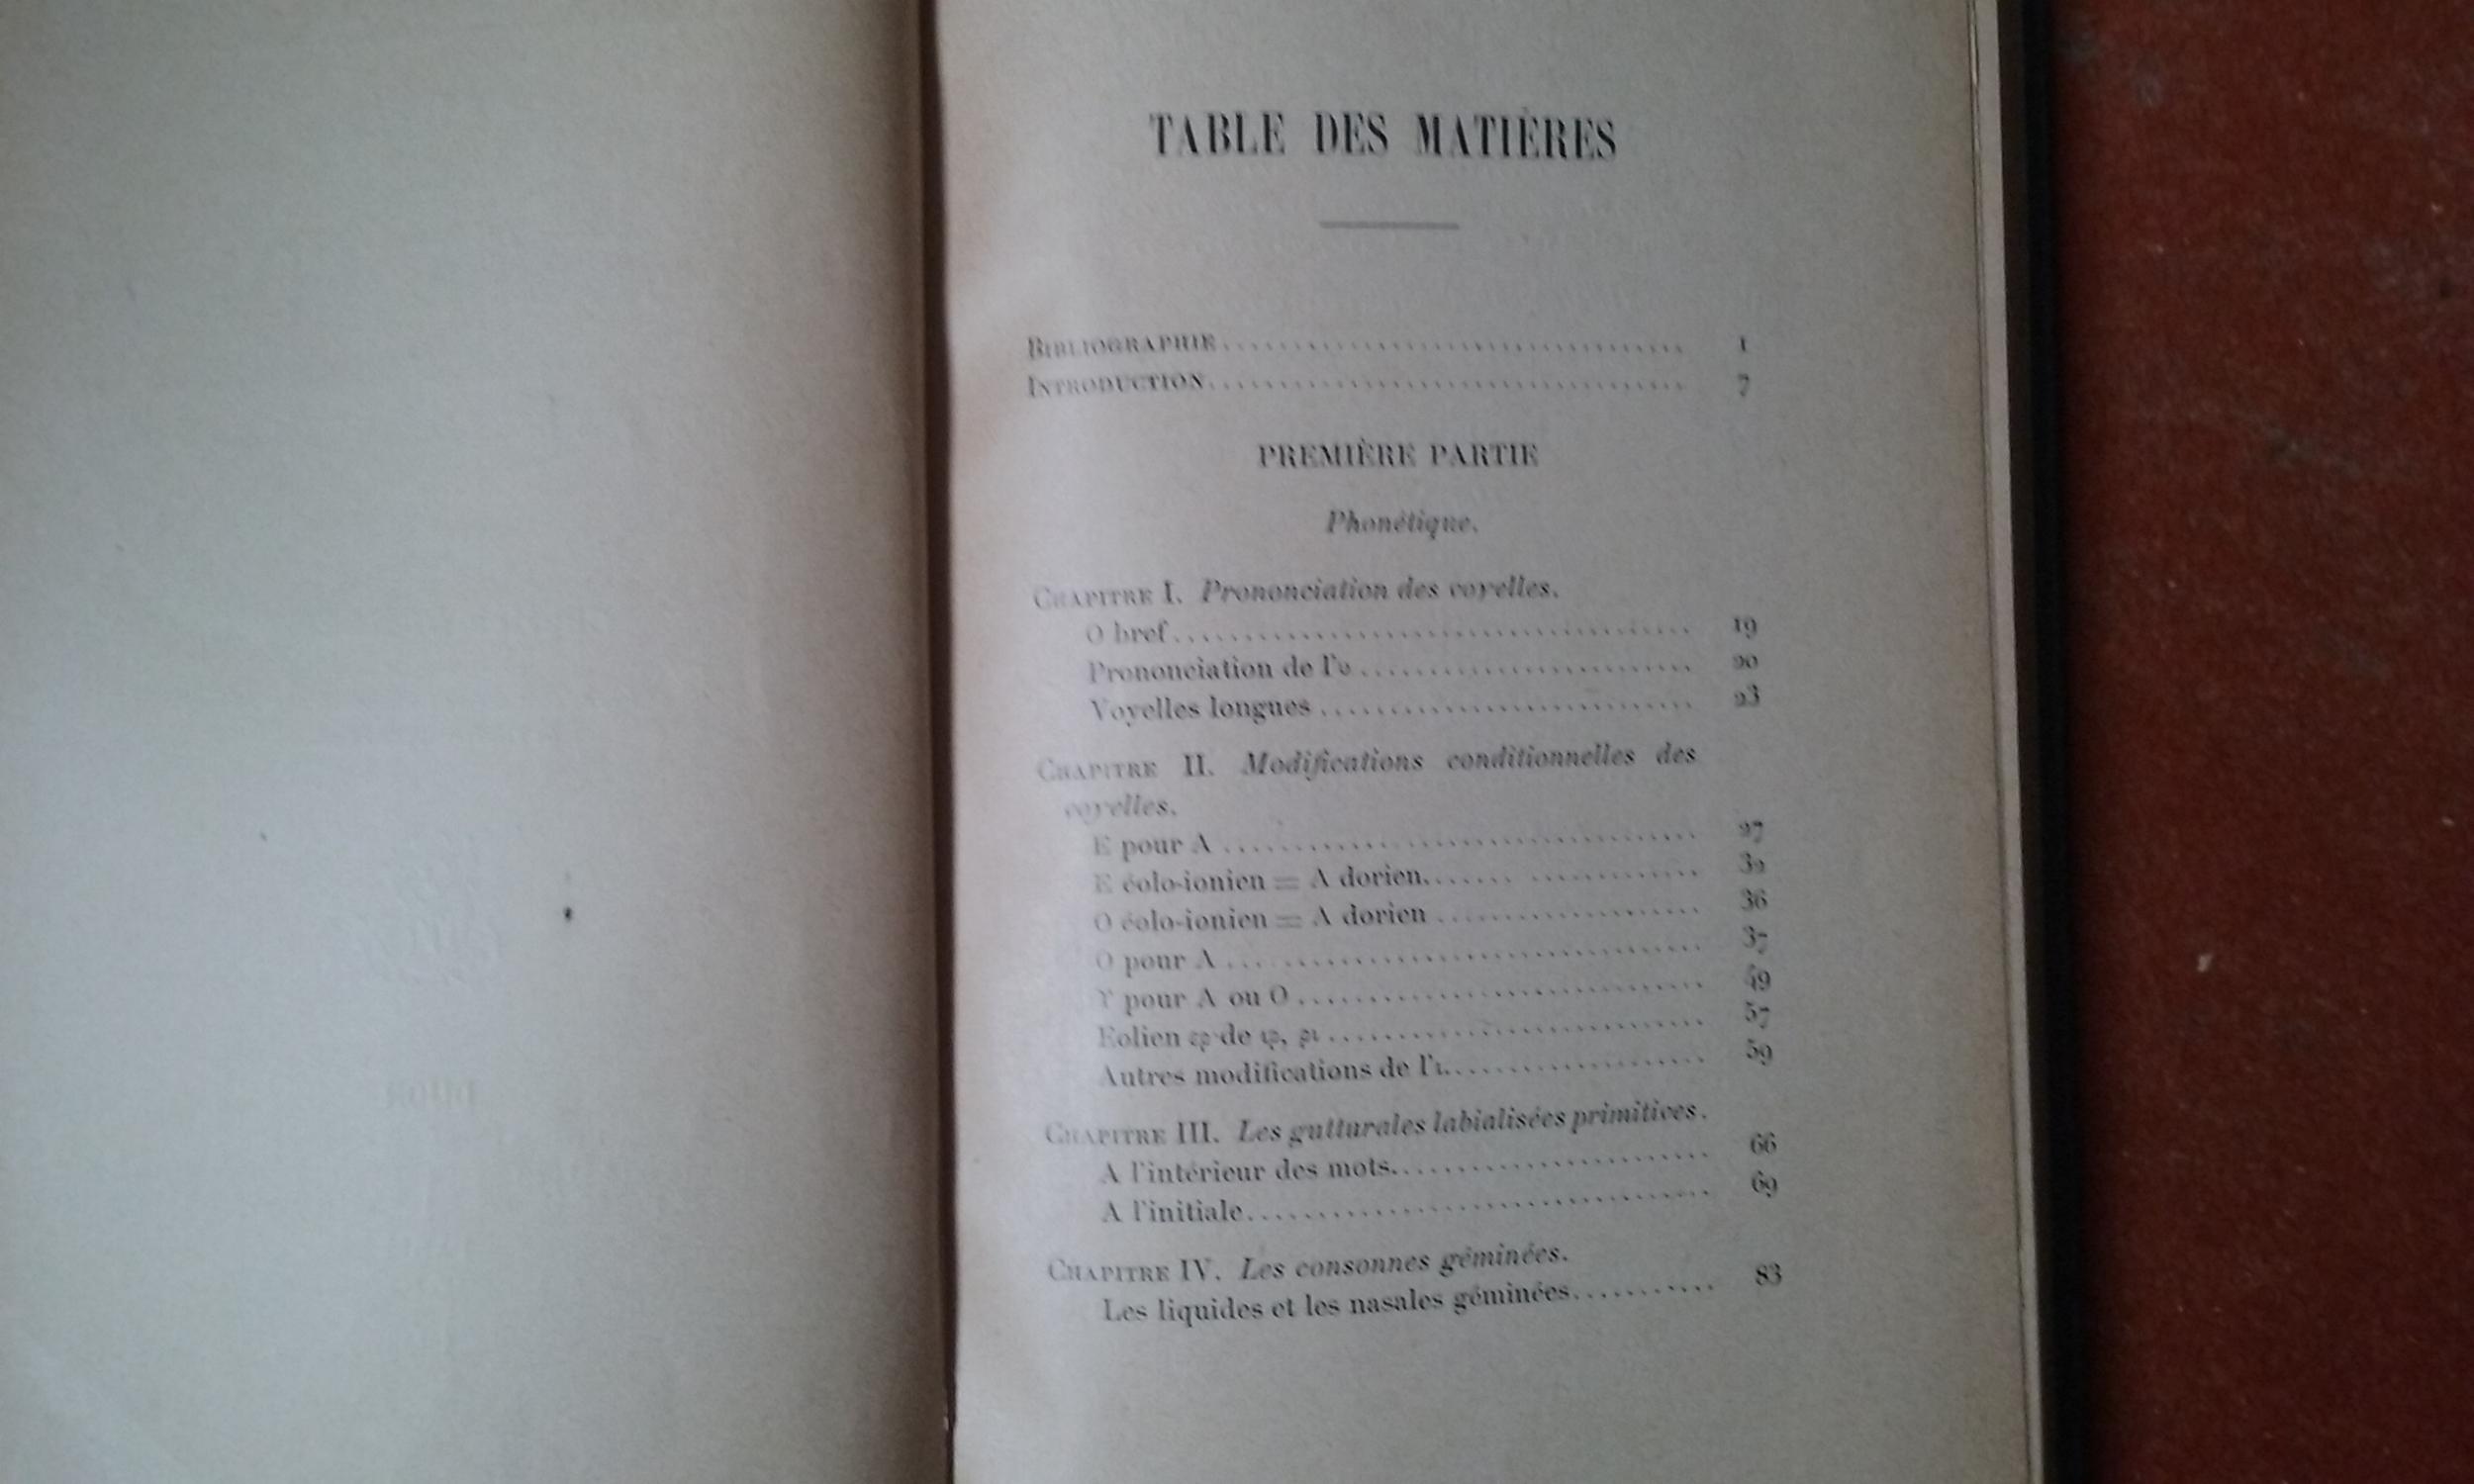 TABLE DES MATIÈRES
BIBLIOGRAPHIE........ 1
INTRODUCTION........ 7
PREMIÈRE PARTIE
Phonétique.
CHAPITRE I. Prononciation des voyelles.
O bref........ 19
Prononciation de l'υ........ 20
Voyelles longues........ 23
CHAPITRE II. Modifications conditionnelles des
voyelles.
E pour A........ 27
E éolo-ionien = A dorien........ 32
O éolo-ionien = A dorien........ 36
O pour A........ 37
Υ pour A ou O........ 49
Eolien ερ de ιρ, ρι........ 57
Autres modifications de l'ι........ 59
CHAPITRE III. Les gutturales labialisées primitives.
A l'intérieur des mots........ 66
A l'initiale........ 69
CHAPITRE IV. Les consonnes géminées.
Les liquides et les nasales géminées........ 83